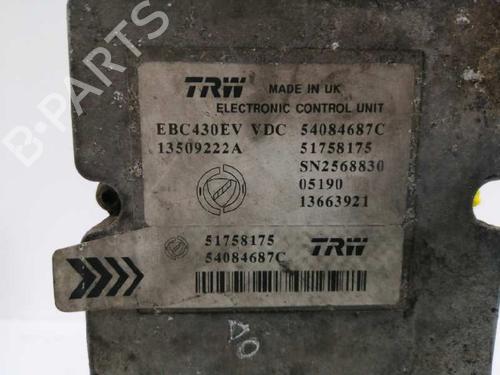 TRW MADE IN UK
ELECTRONIC CONTROL UNIT
EBC430EV VDC 54084687C
13509222A 51758175
SN2568830
05190
13663921
51758175 TRW
54084687C
DO
B-PARTS